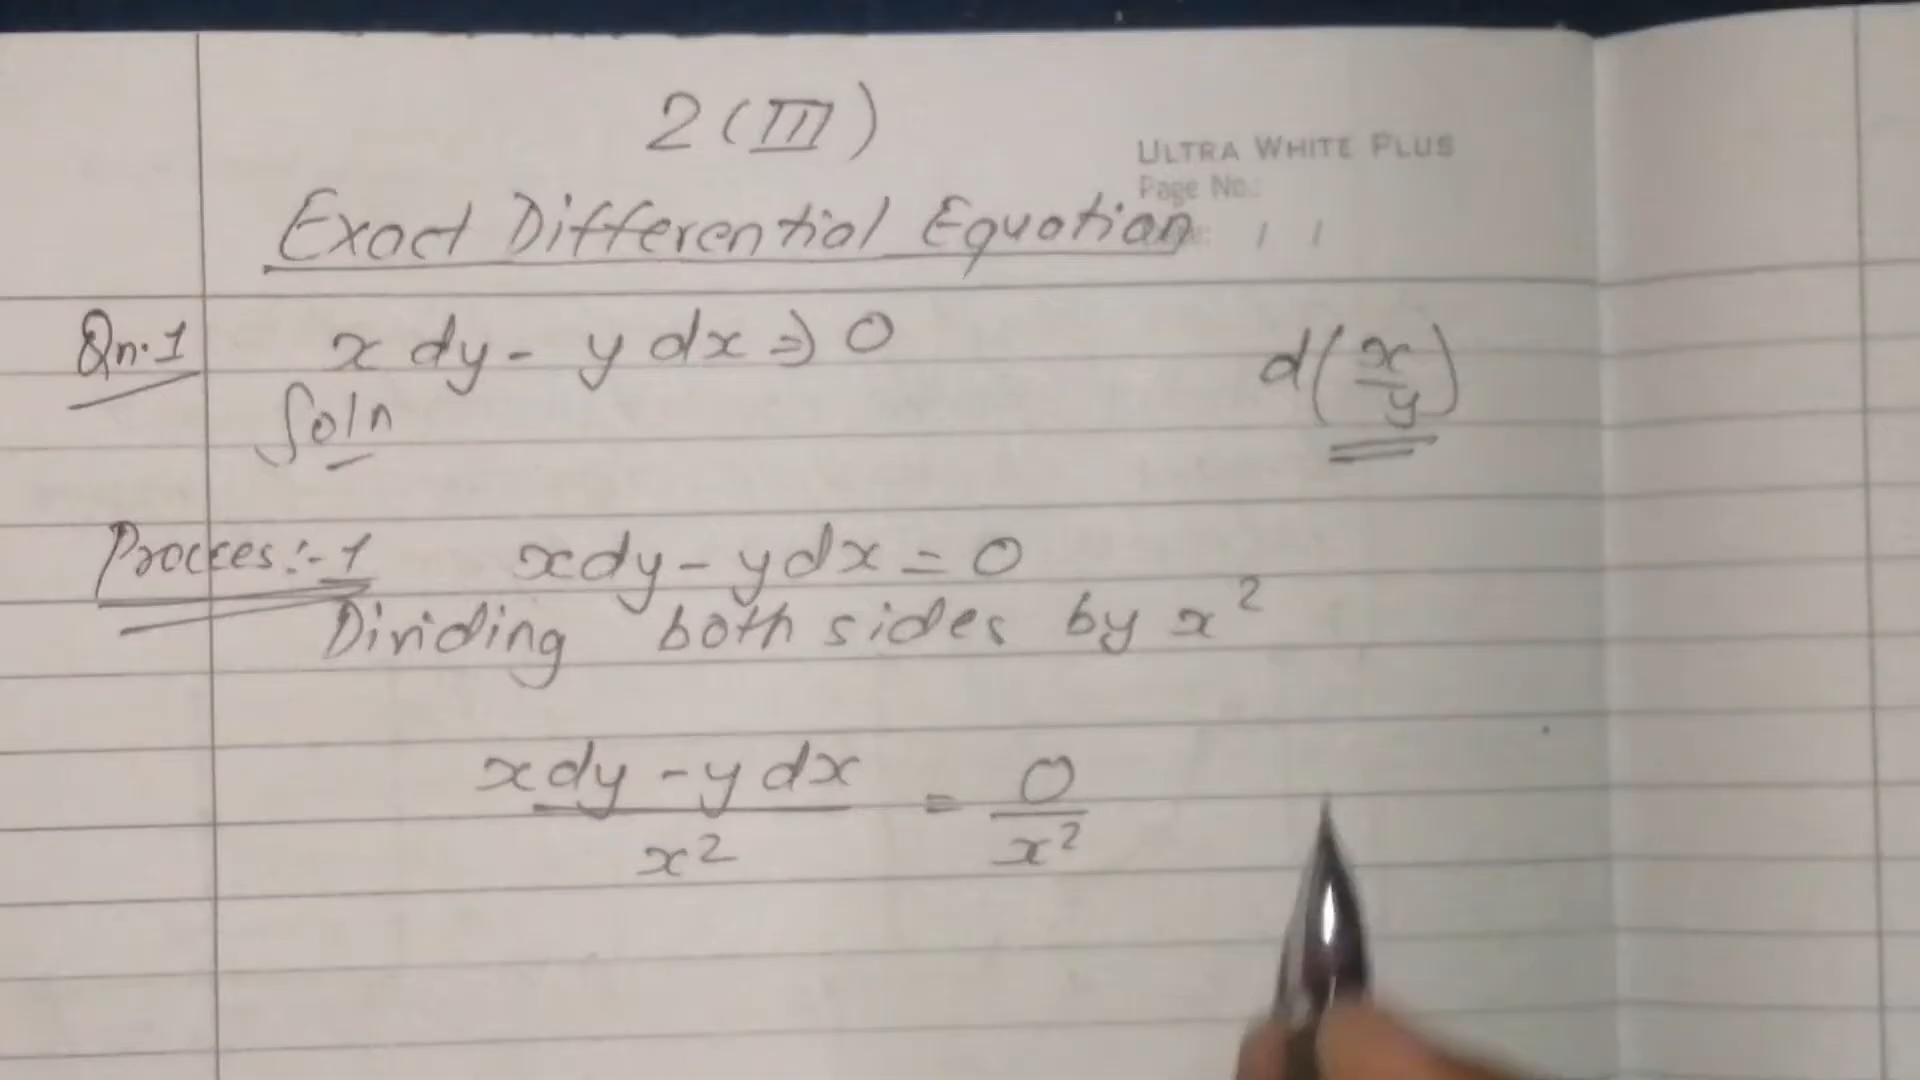 2 (III)
ULTRA WHITE PLUS
Page No.:
Exact Differential Equation
/ /
Qn.1 x dy - y dx => 0
d(x/y)
Soln
Procces:-1 xdy - ydx = 0
Dividing both sides by x²
(xdy - ydx)/x² = 0/x²